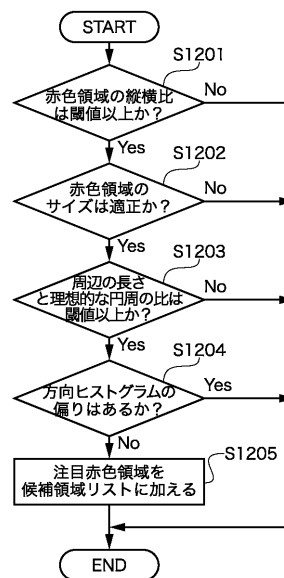 START
S1201
赤色領域の縦横比
は閾値以上か？
No
Yes
S1202
赤色領域の
サイズは適正か？
No
Yes
S1203
周辺の長さ
と理想的な円周の比は
閾値以上か？
No
Yes
S1204
方向ヒストグラムの
偏りはあるか？
Yes
No
S1205
注目赤色領域を
候補領域リストに加える
END